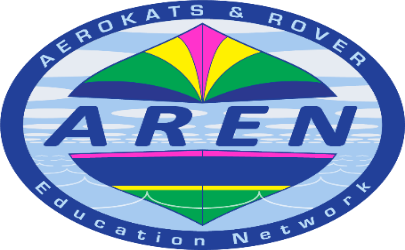 AEROKATS & ROVER
AREN
Education Network